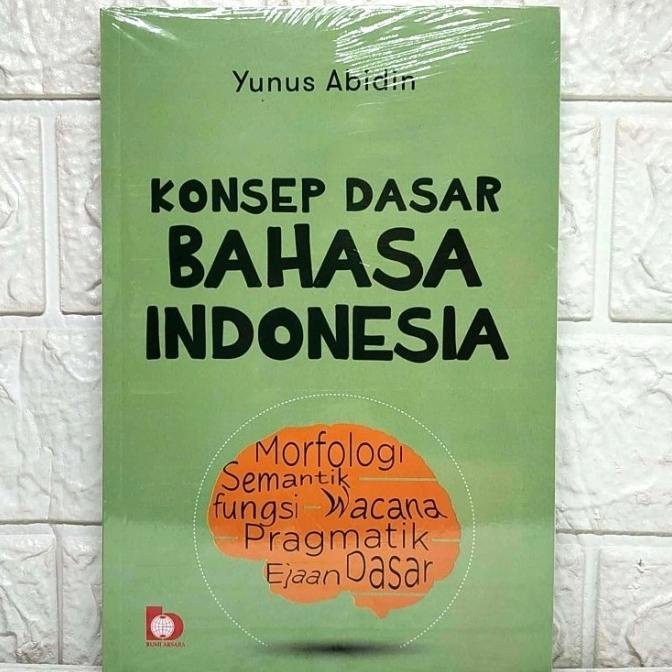 Yunus Abidin
KONSEP DASAR
BAHASA
INDONESIA
Morfologi
Semantik
fungsi Wacana
Pragmatik
Ejaan Dasar
BUMI AKSARA